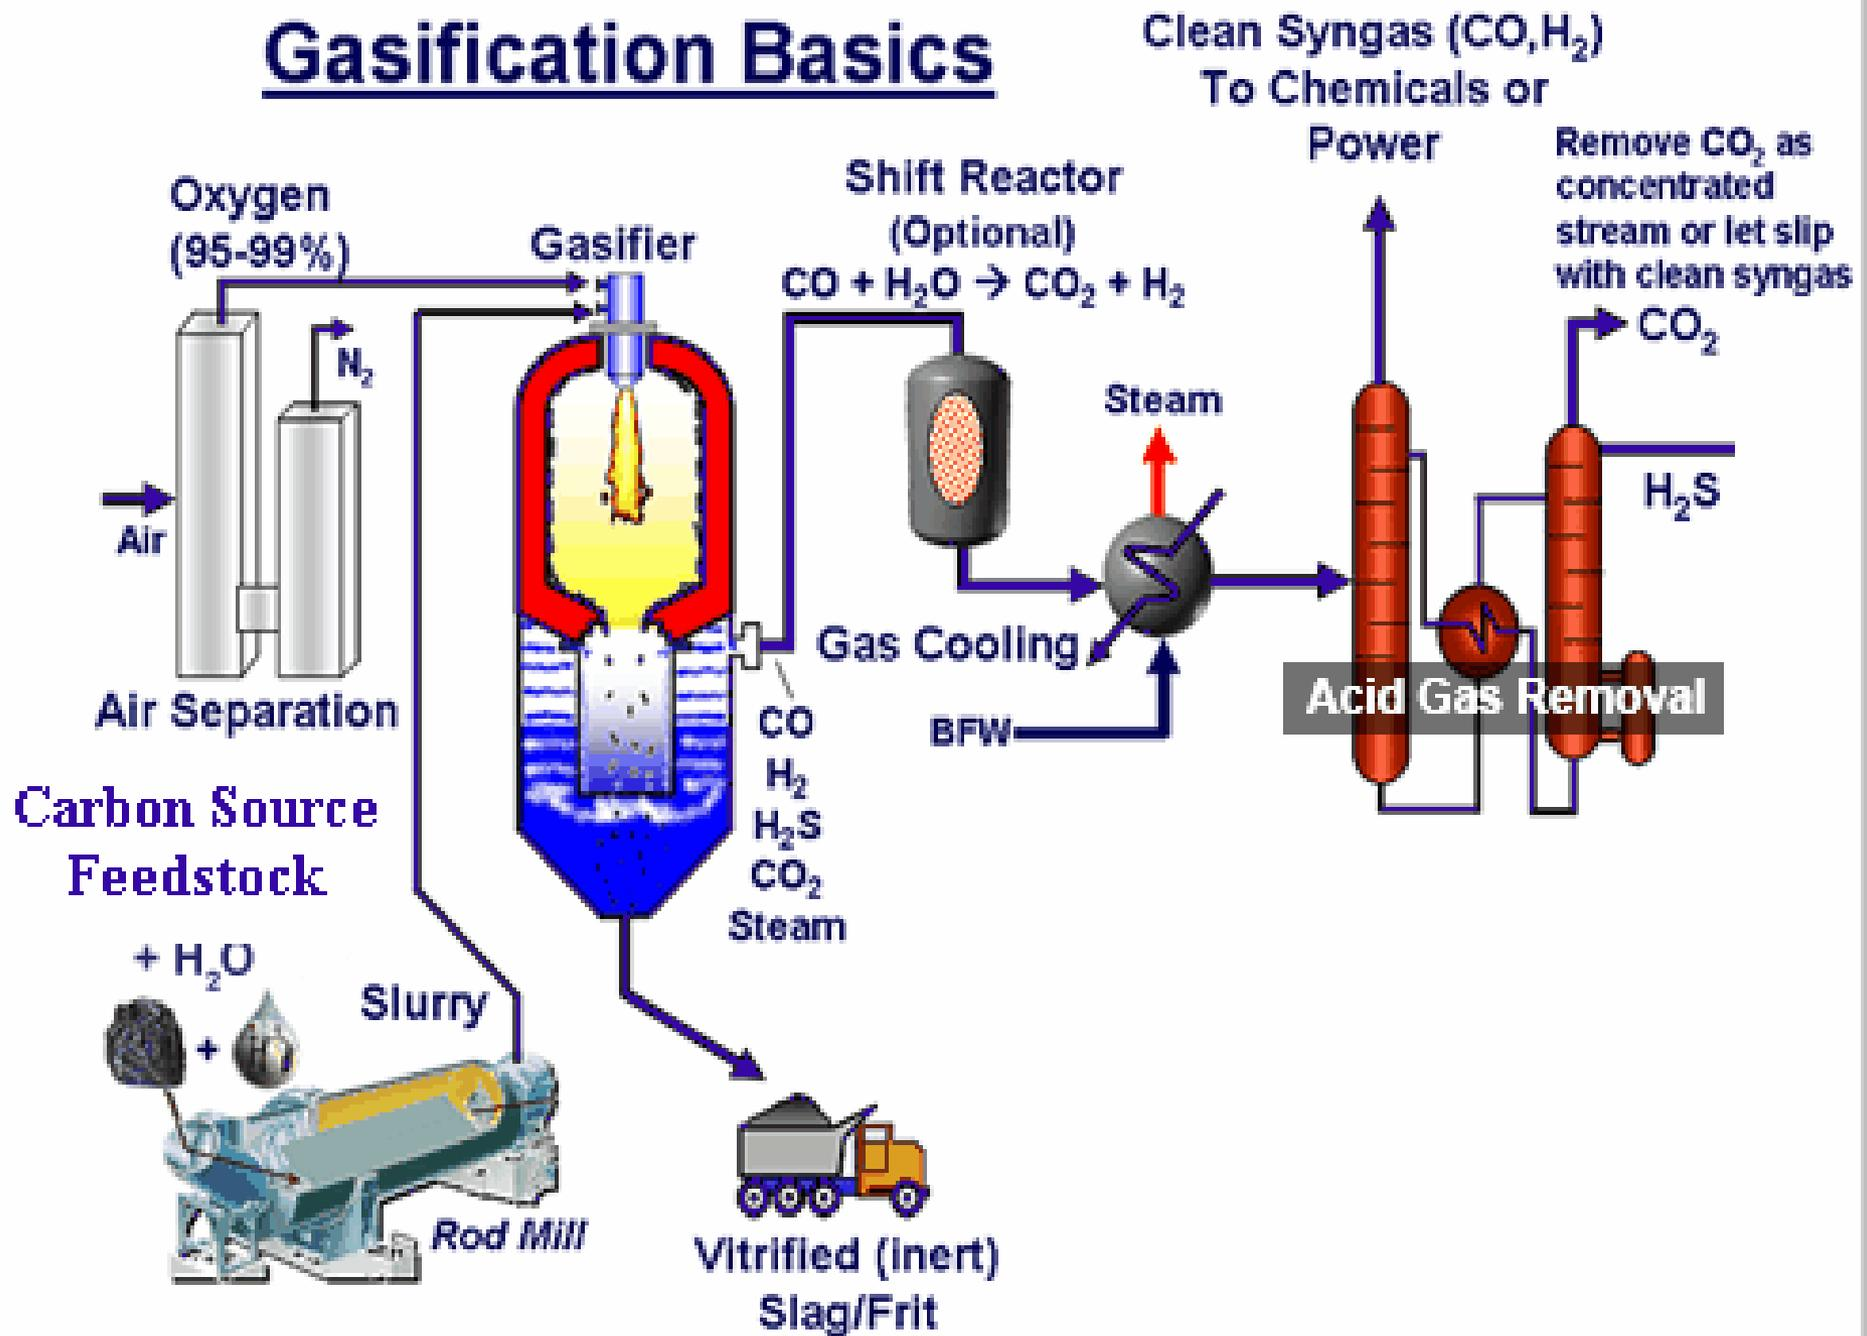 Gasification Basics
Clean Syngas (CO,H₂)
To Chemicals or
Power
Remove CO₂ as
concentrated
stream or let slip
with clean syngas
CO₂
Oxygen
(95-99%)
Gasifier
Shift Reactor
(Optional)
CO + H₂O → CO₂ + H₂
N₂
Steam
Air
H₂S
Gas Cooling
Acid Gas Removal
Air Separation
BFW
CO
H₂
H₂S
CO₂
Steam
Carbon Source
Feedstock
+ H₂O
+
Slurry
Rod Mill
Vitrified (inert)
Slag/Frit